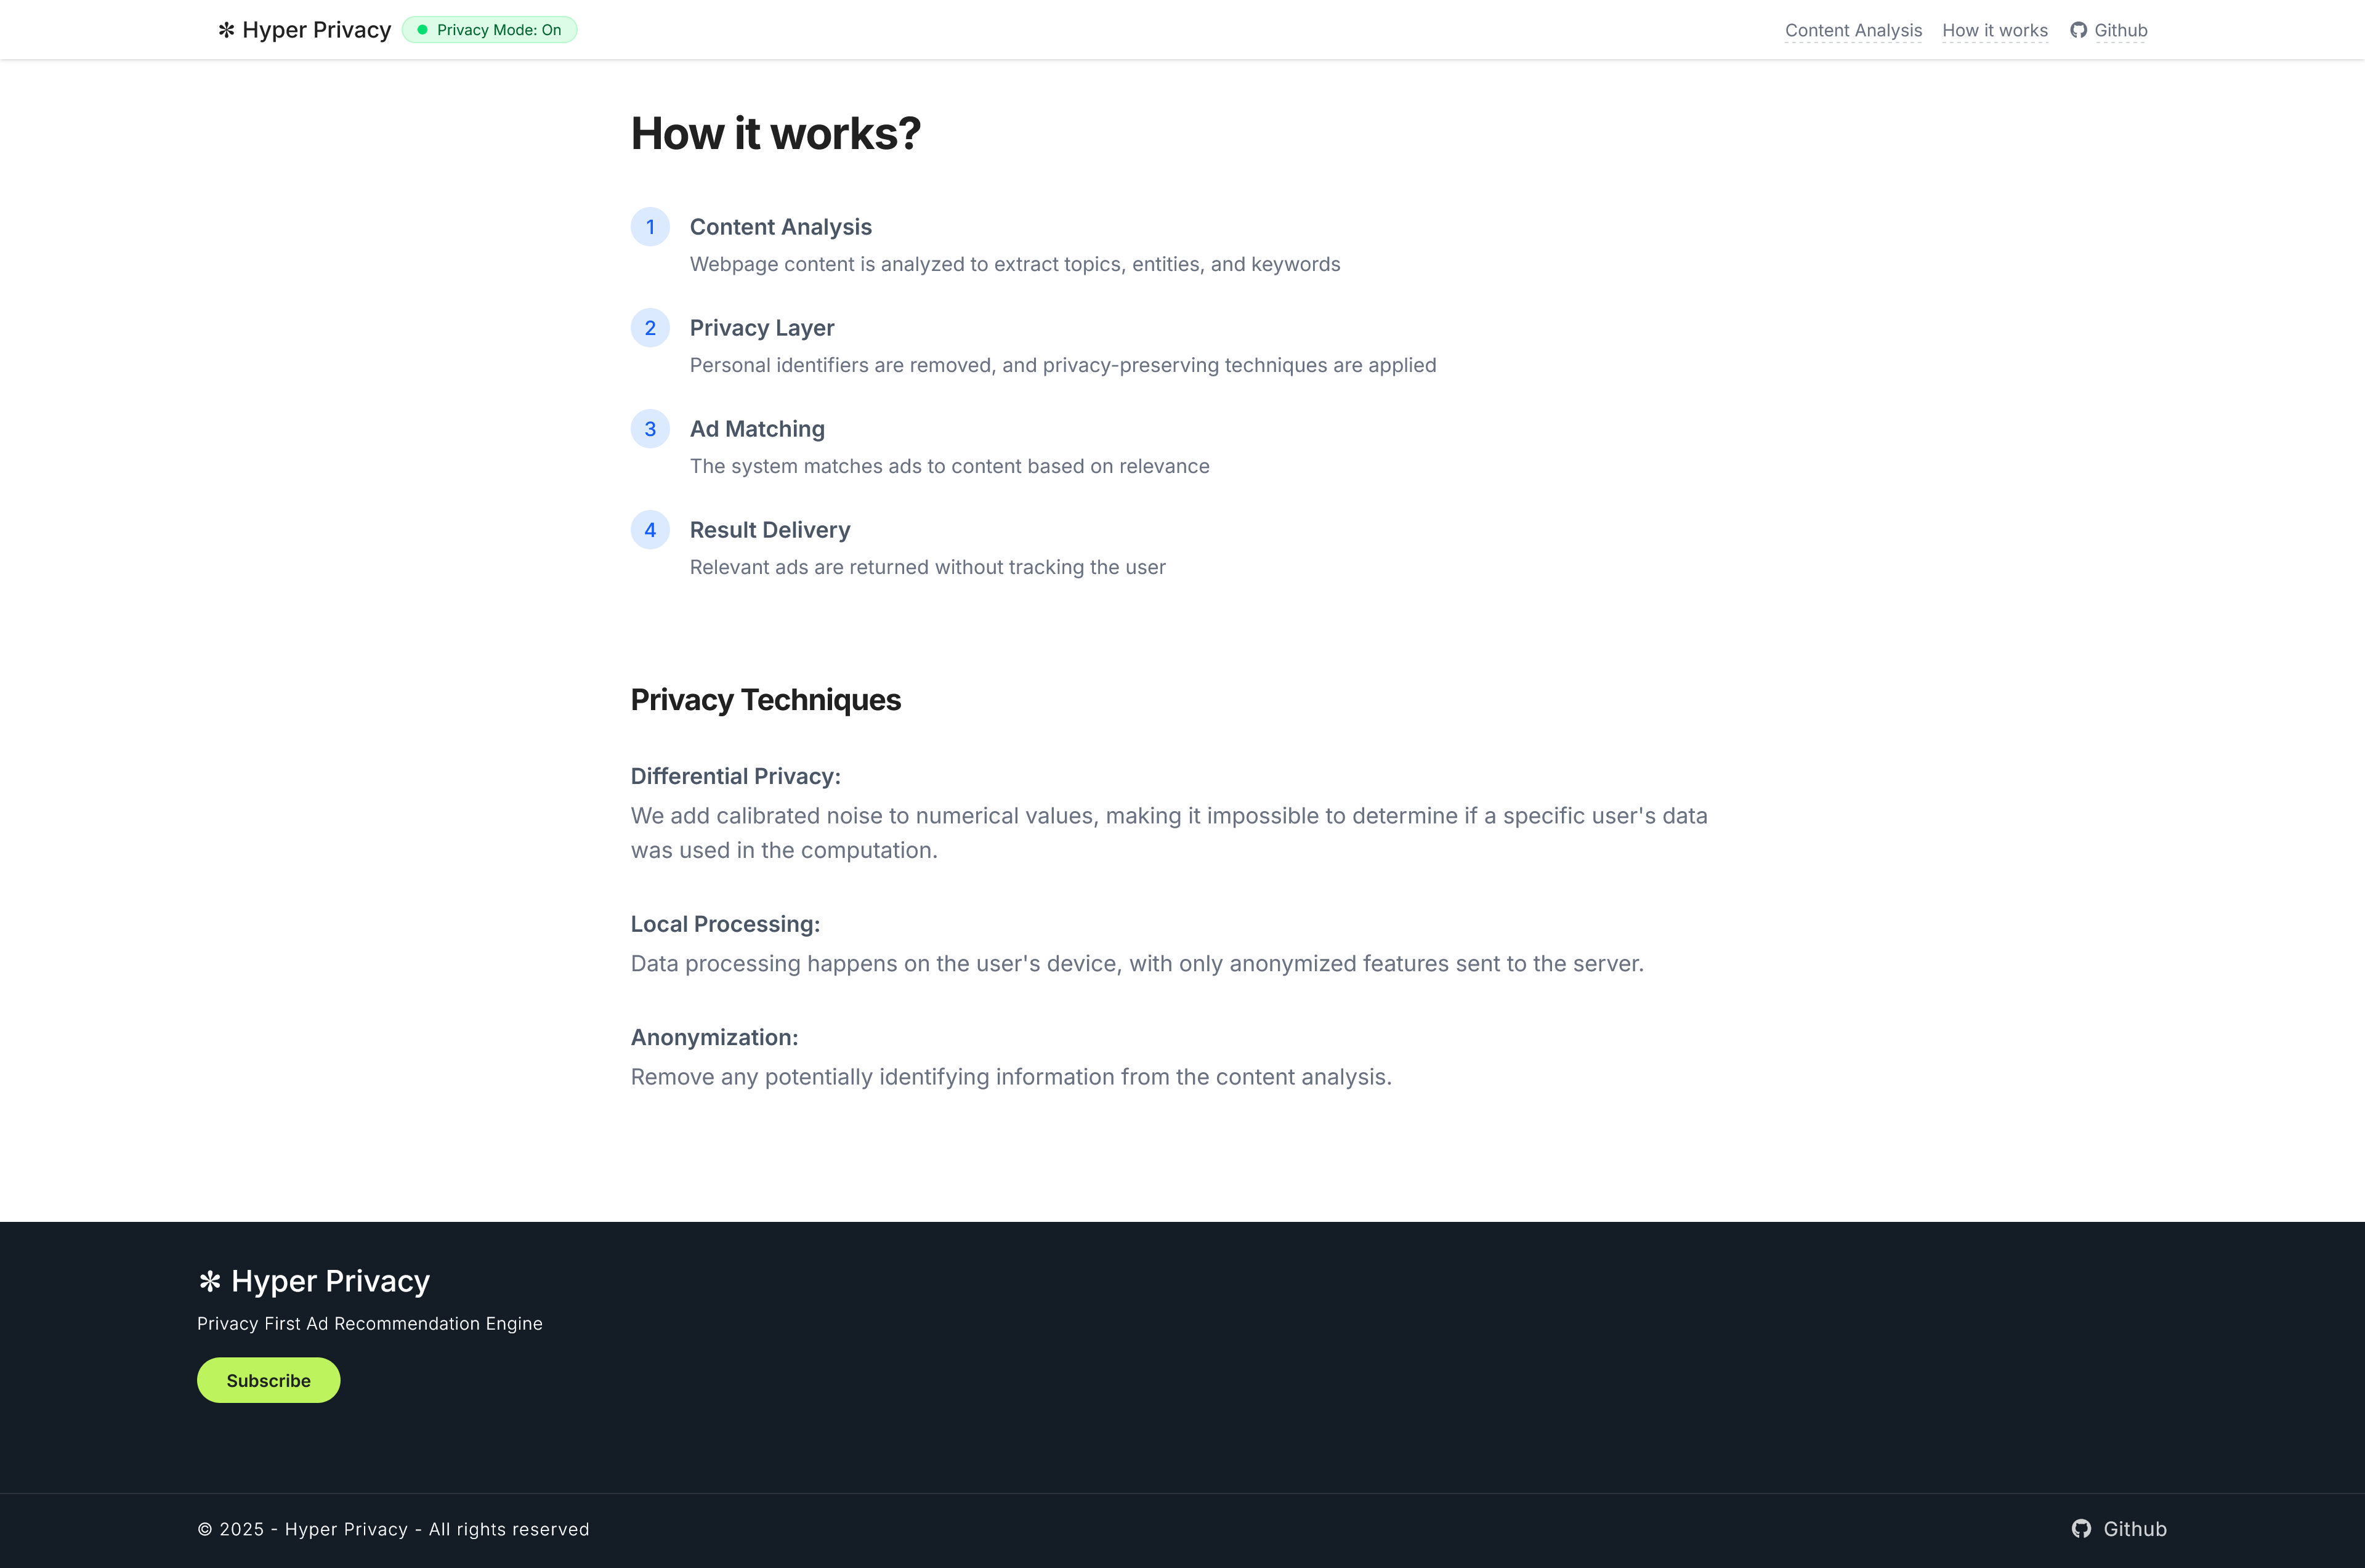 ✻ Hyper Privacy
Privacy Mode: On
Content Analysis
How it works
Github
How it works?
1
Content Analysis
Webpage content is analyzed to extract topics, entities, and keywords
2
Privacy Layer
Personal identifiers are removed, and privacy-preserving techniques are applied
3
Ad Matching
The system matches ads to content based on relevance
4
Result Delivery
Relevant ads are returned without tracking the user
Privacy Techniques
Differential Privacy:
We add calibrated noise to numerical values, making it impossible to determine if a specific user's data
was used in the computation.
Local Processing:
Data processing happens on the user's device, with only anonymized features sent to the server.
Anonymization:
Remove any potentially identifying information from the content analysis.
✻ Hyper Privacy
Privacy First Ad Recommendation Engine
Subscribe
© 2025 - Hyper Privacy - All rights reserved
Github